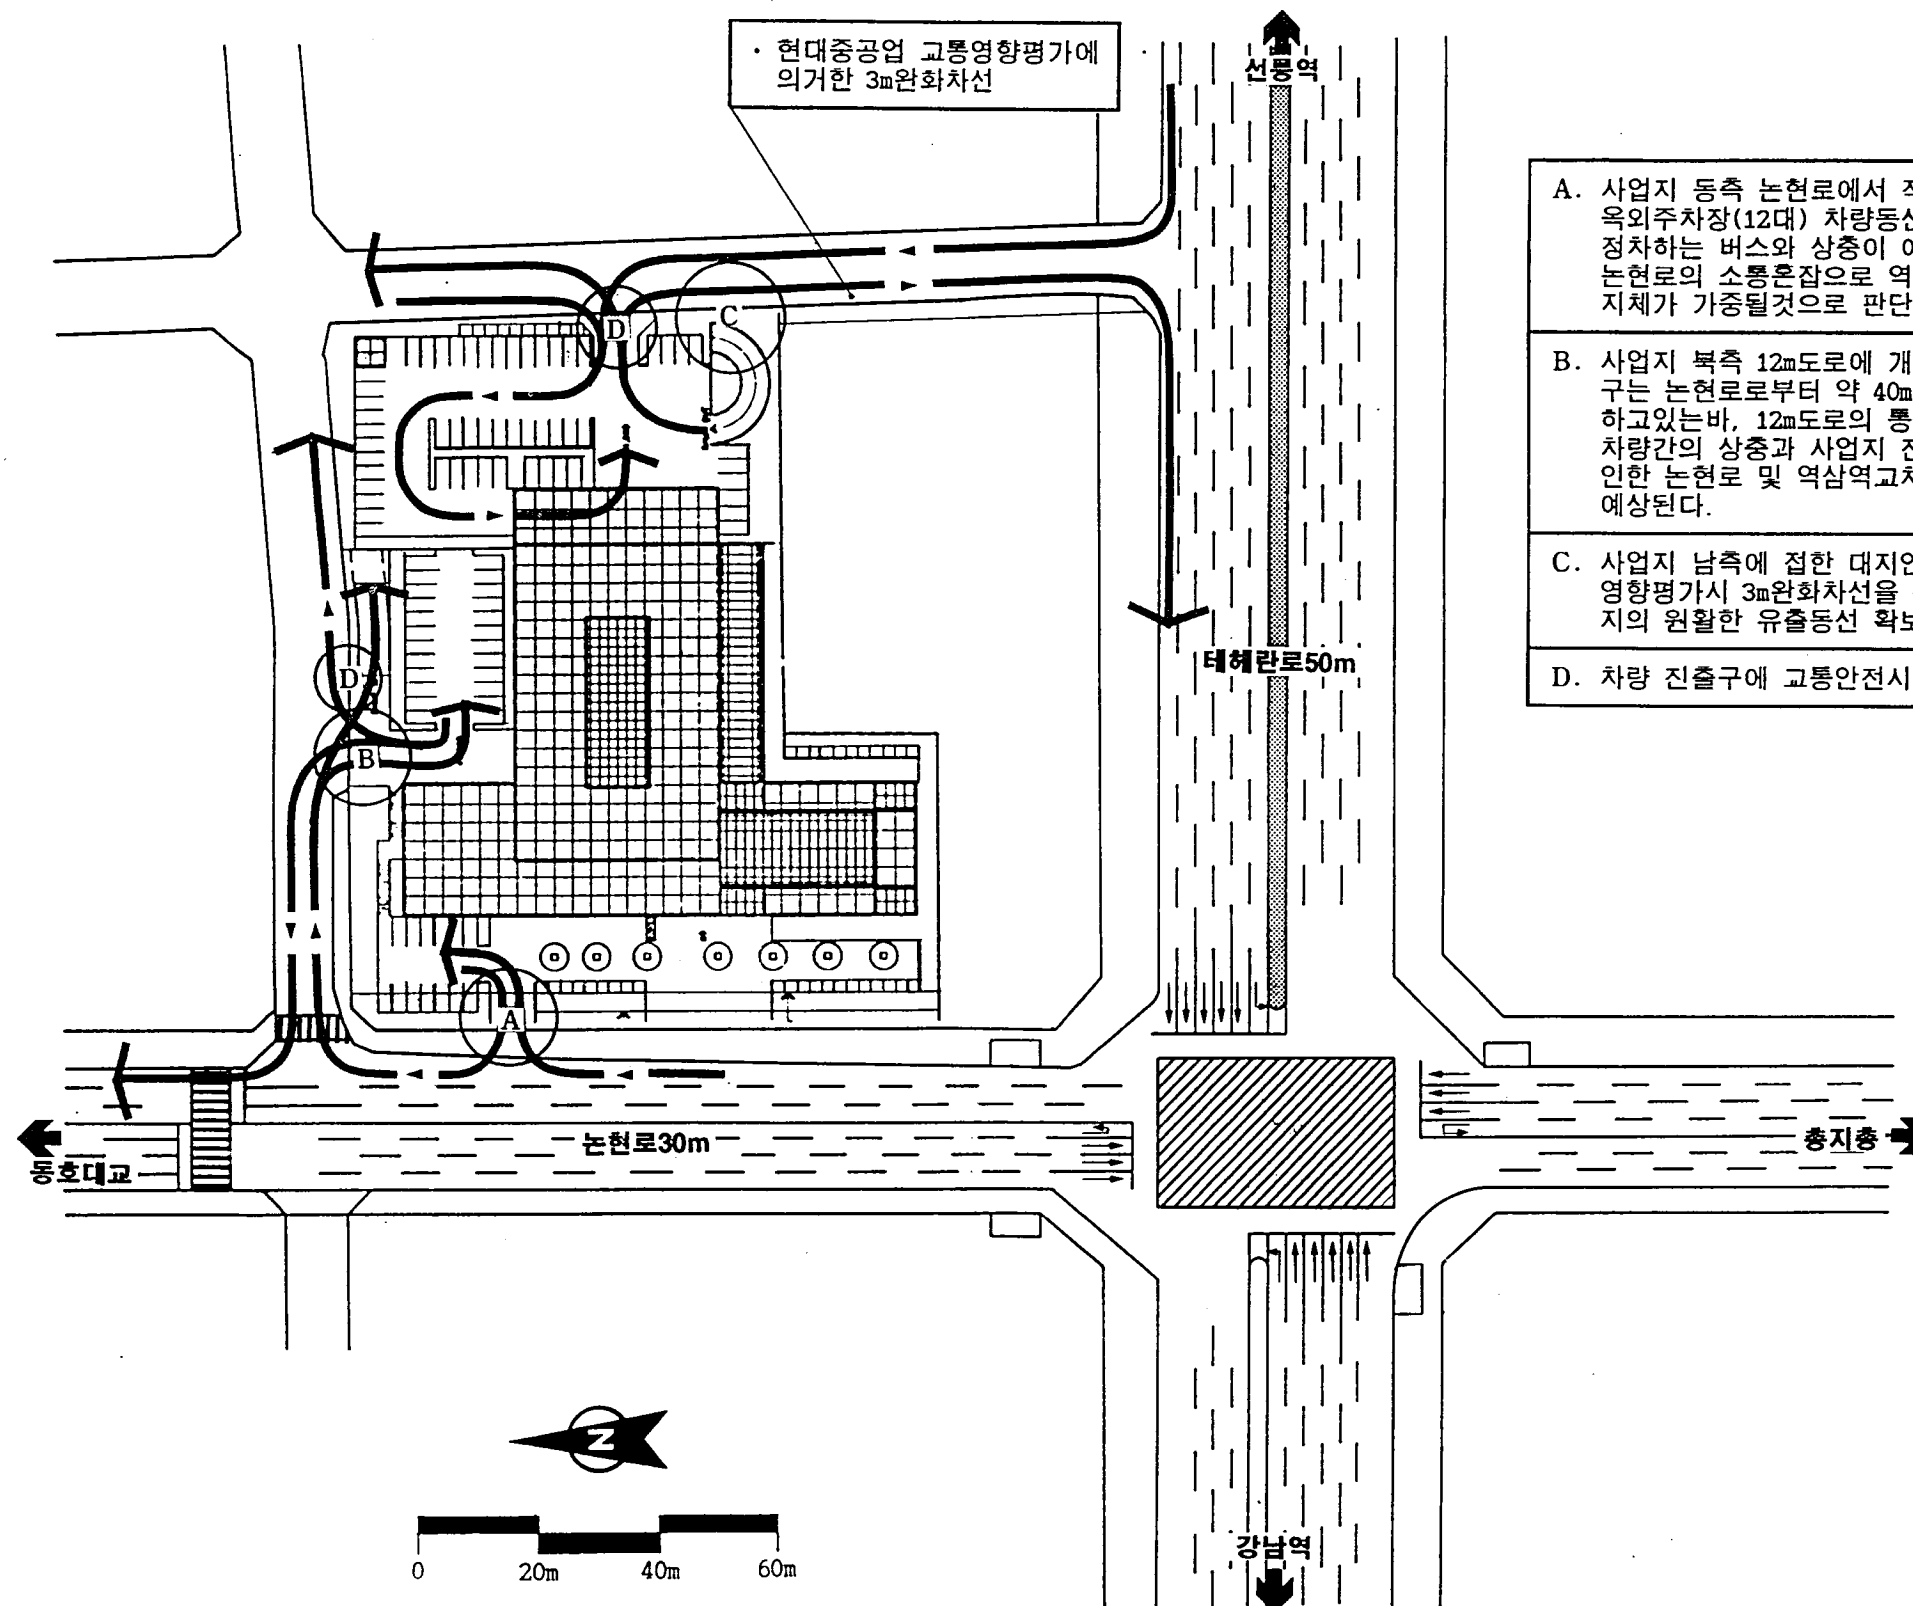 · 현대중공업 교통영향평가에
의거한 3m완화차선
선릉역
A. 사업지 동측 논현로에서
옥외주차장(12대) 차량동선
정차하는 버스와 상충이
논현로의 소통혼잡으로
지체가 가중될것으로 판단
B. 사업지 북측 12m도로에
구는 논현로로부터 약 40m
하고있는바, 12m도로의
차량간의 상충과 사업지
인한 논현로 및 역삼역교차
예상된다.
C. 사업지 남측에 접한
영향평가시 3m완화차선을
지의 원활한 유출동선 확보
D. 차량 진출구에 교통안전시
D
C
D
B
A
테헤란로50m
논현로30m
동호대교
충지층
강남역
N
0
20m
40m
60m